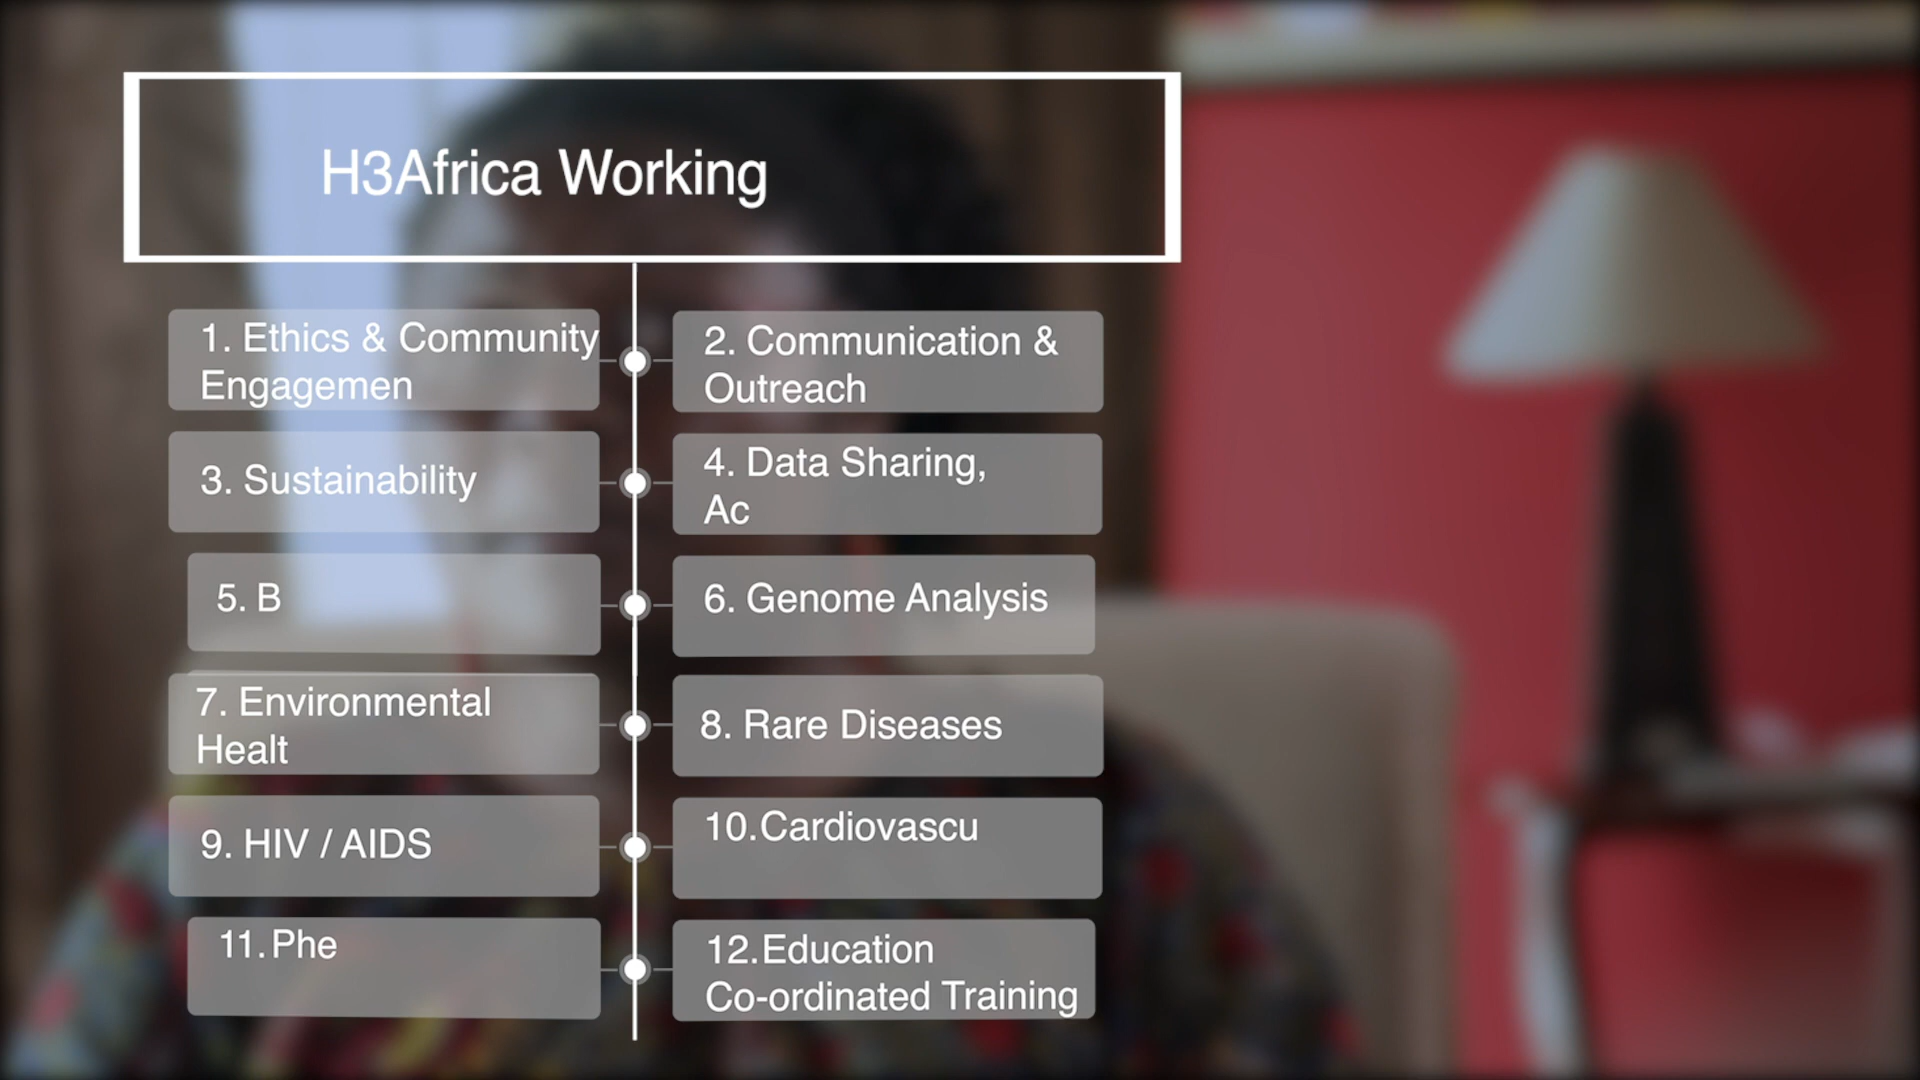 H3Africa Working
1. Ethics & Community
Engagemen
2. Communication &
Outreach
3. Sustainability
4. Data Sharing,
Ac
5. B
6. Genome Analysis
7. Environmental
Healt
8. Rare Diseases
9. HIV / AIDS
10.Cardiovascu
11.Phe
12.Education
Co-ordinated Training